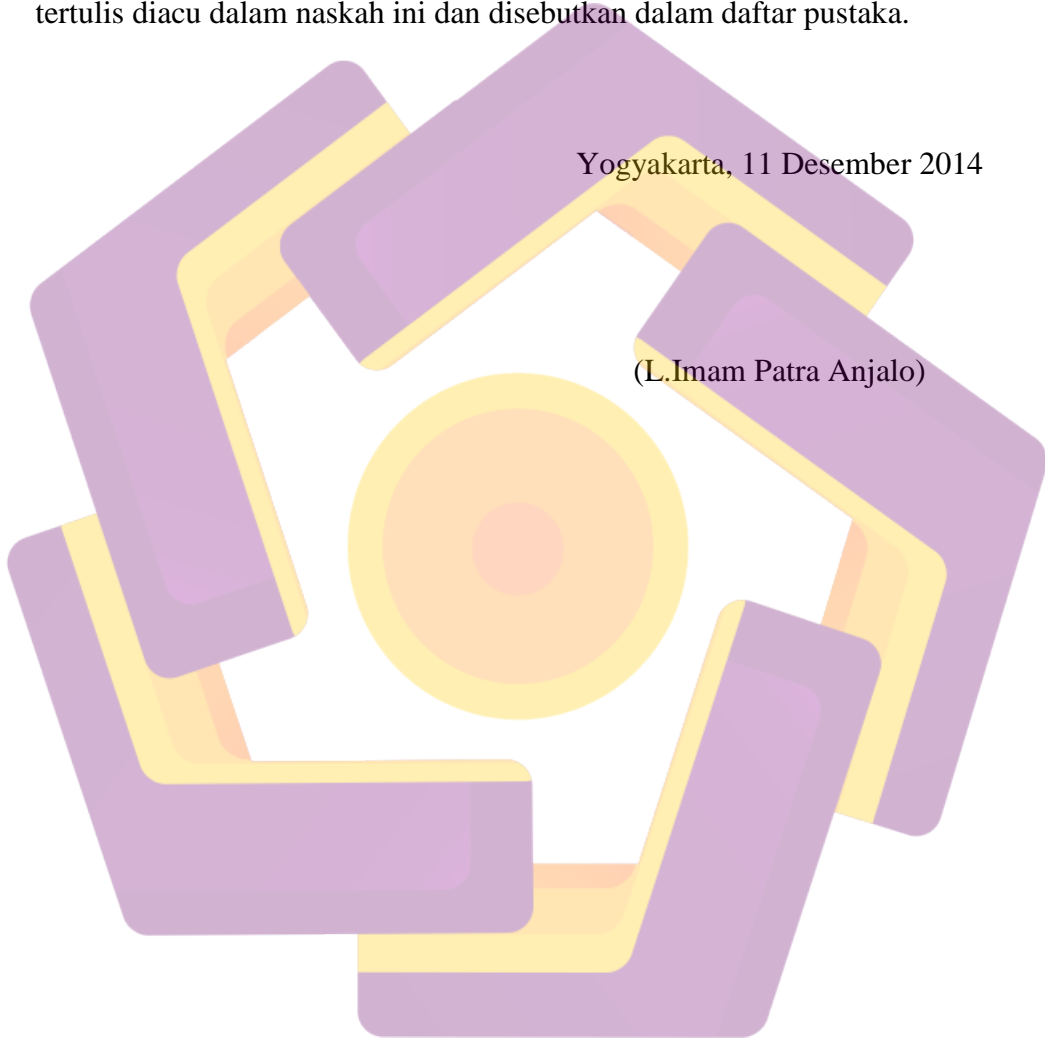 tertulis diacu dalam naskah ini dan disebutkan dalam daftar pustaka.
Yogyakarta, 11 Desember 2014
(L.Imam Patra Anjalo)